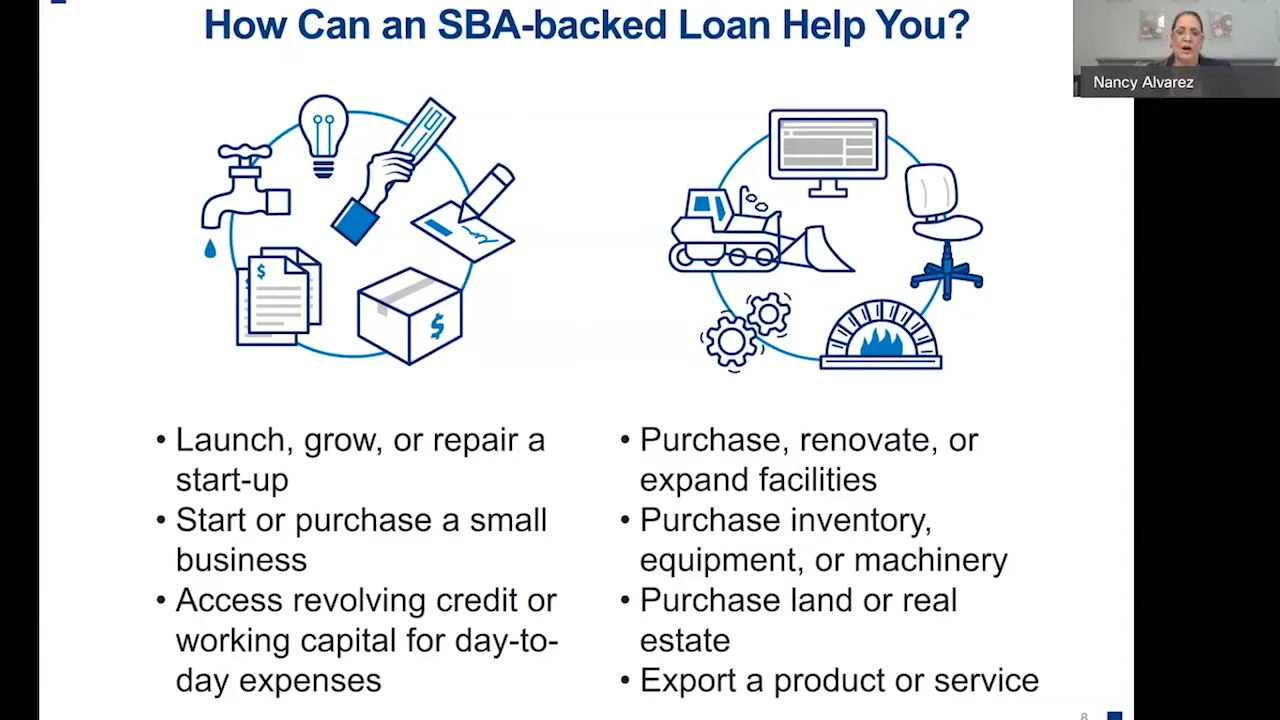 How Can an SBA-backed Loan Help You?
Nancy Alvarez
$
$
• Launch, grow, or repair a
start-up
• Start or purchase a small
business
• Access revolving credit or
working capital for day-to-
day expenses
• Purchase, renovate, or
expand facilities
• Purchase inventory,
equipment, or machinery
• Purchase land or real
estate
• Export a product or service
8